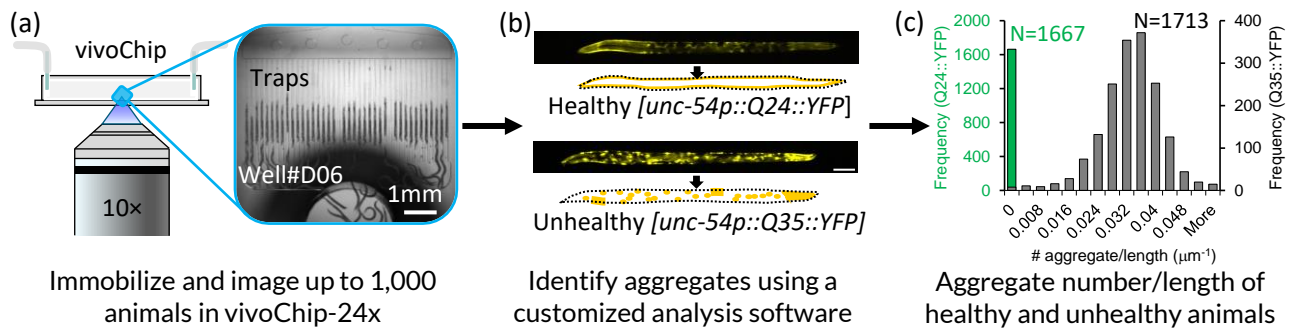 (a)
vivoChip
Traps
Well#D06
1mm
10×
Immobilize and image up to 1,000
animals in vivoChip-24x
(b)
Healthy [unc-54p::Q24::YFP]
Unhealthy [unc-54p::Q35::YFP]
Identify aggregates using a
customized analysis software
(c)
N=1667
N=1713
Frequency (Q24::YFP)
2000
1600
1200
800
400
0
400
300
200
100
0
Frequency (Q35::YFP)
0
0.008
0.016
0.024
0.032
0.04
0.048
More
# aggregate/length (μm⁻¹)
Aggregate number/length of
healthy and unhealthy animals